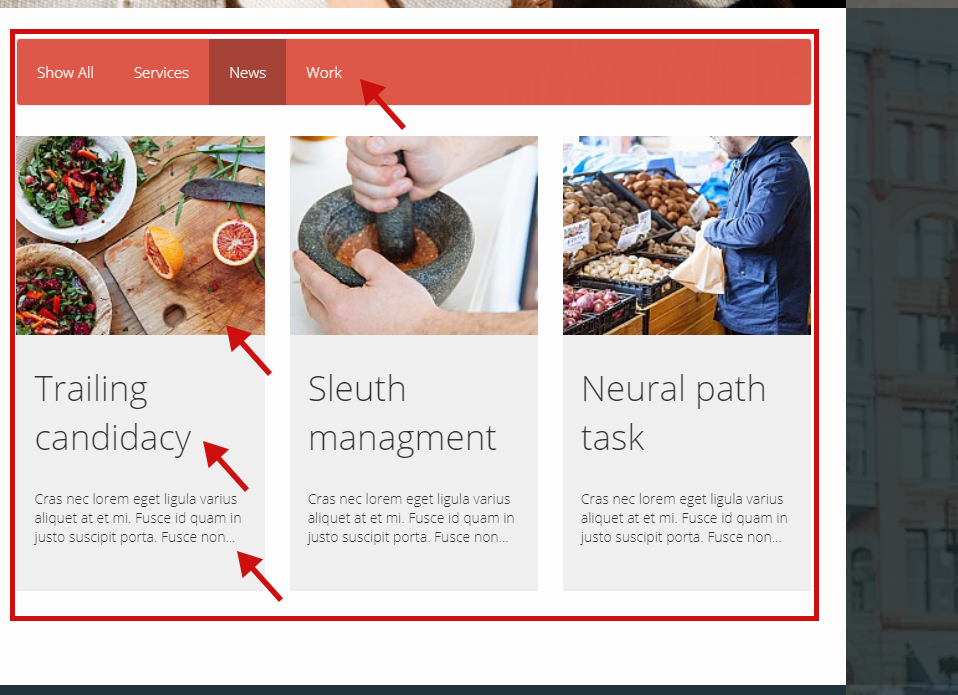 Show All Services News Work
Trailing
candidacy
Cras nec lorem eget ligula varius
aliquet at et mi. Fusce id quam in
justo suscipit porta. Fusce non...
Sleuth
managment
Cras nec lorem eget ligula varius
aliquet at et mi. Fusce id quam in
justo suscipit porta. Fusce non...
Neural path
task
Cras nec lorem eget ligula varius
aliquet at et mi. Fusce id quam in
justo suscipit porta. Fusce non...